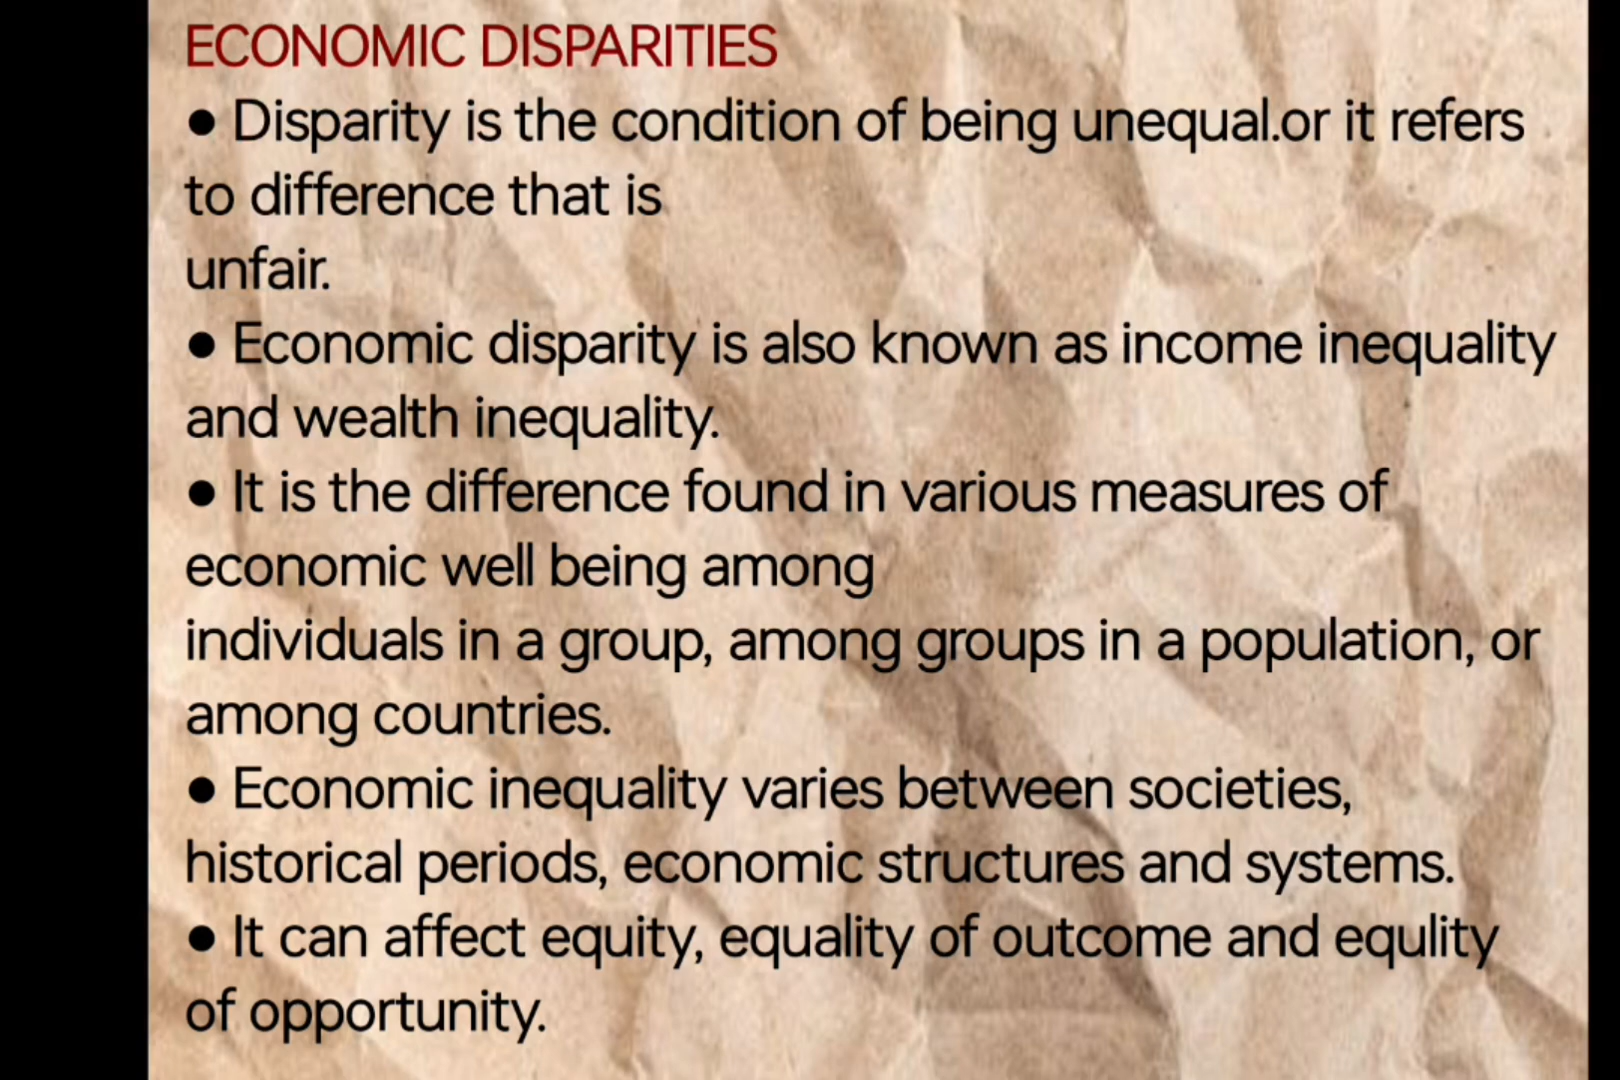 ECONOMIC DISPARITIES
● Disparity is the condition of being unequal.or it refers
to difference that is
unfair.
● Economic disparity is also known as income inequality
and wealth inequality.
● It is the difference found in various measures of
economic well being among
individuals in a group, among groups in a population, or
among countries.
● Economic inequality varies between societies,
historical periods, economic structures and systems.
● It can affect equity, equality of outcome and equlity
of opportunity.